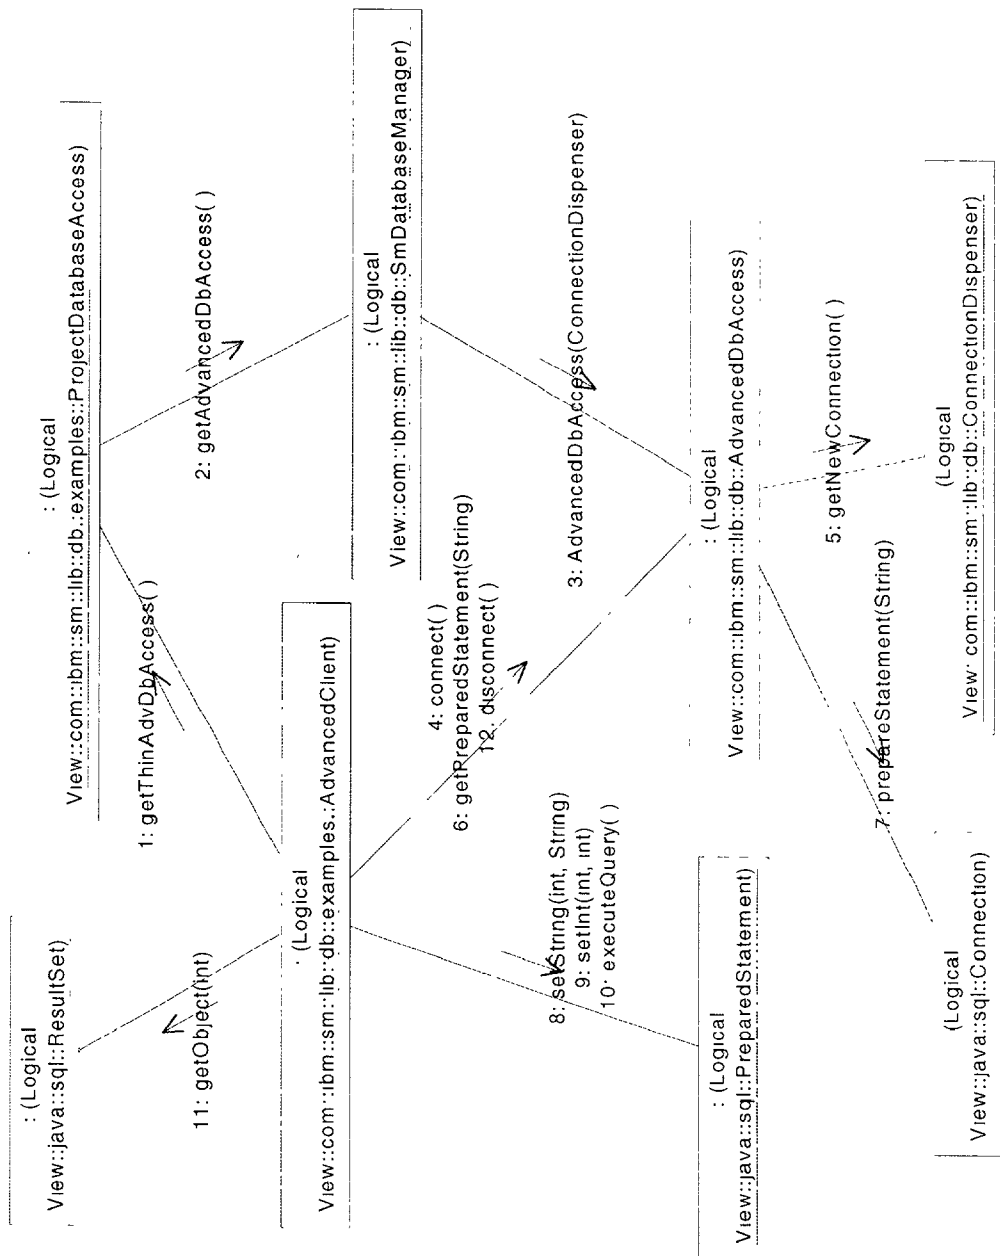 : (Logical
View::java::sql::ResultSet)
11: getObject(int)
: (Logical
View::com::ibm::sm::lib::db::examples::ProjectDatabaseAccess)
1: getThinAdvDbAccess( )
2: getAdvancedDbAccess( )
: (Logical
View::com::ibm::sm::lib::db::examples::AdvancedClient)
: (Logical
View::com::ibm::sm::lib::db::SmDatabaseManager)
4: connect( )
6: getPreparedStatement(String)
12: disconnect( )
3: AdvancedDbAccess(ConnectionDispenser)
8: setString(int, String)
9: setInt(int, int)
10: executeQuery( )
: (Logical
View::java::sql::PreparedStatement)
: (Logical
View::com::ibm::sm::lib::db::AdvancedDbAccess)
7: prepareStatement(String)
5: getNewConnection( )
(Logical
View::java::sql::Connection)
(Logical
View: com::ibm::sm::lib::db::ConnectionDispenser)